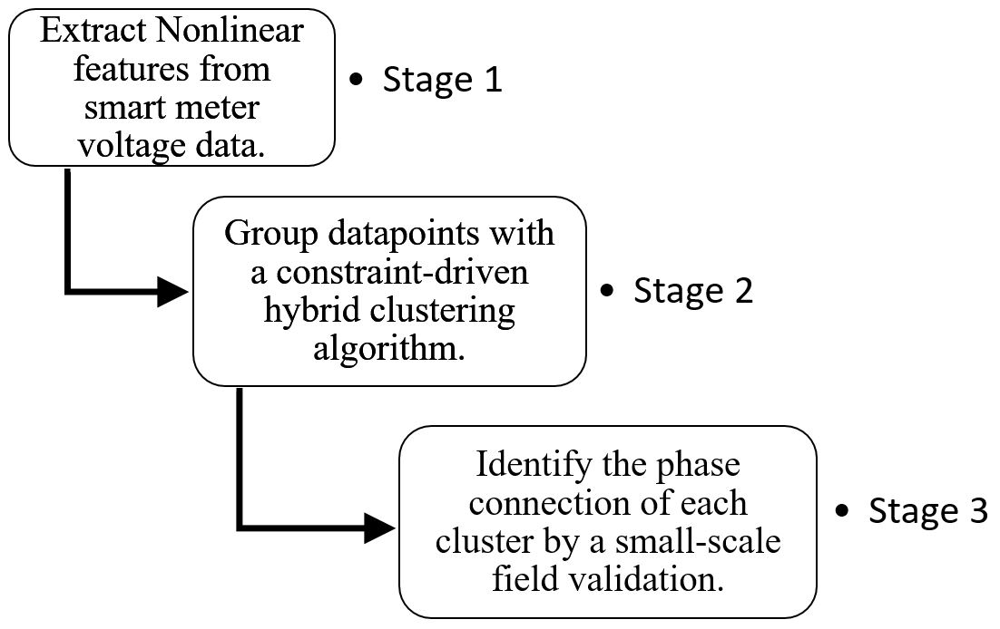 Extract Nonlinear
features from
smart meter
voltage data.
• Stage 1
Group datapoints with
a constraint-driven
hybrid clustering
algorithm.
• Stage 2
Identify the phase
connection of each
cluster by a small-scale
field validation.
• Stage 3